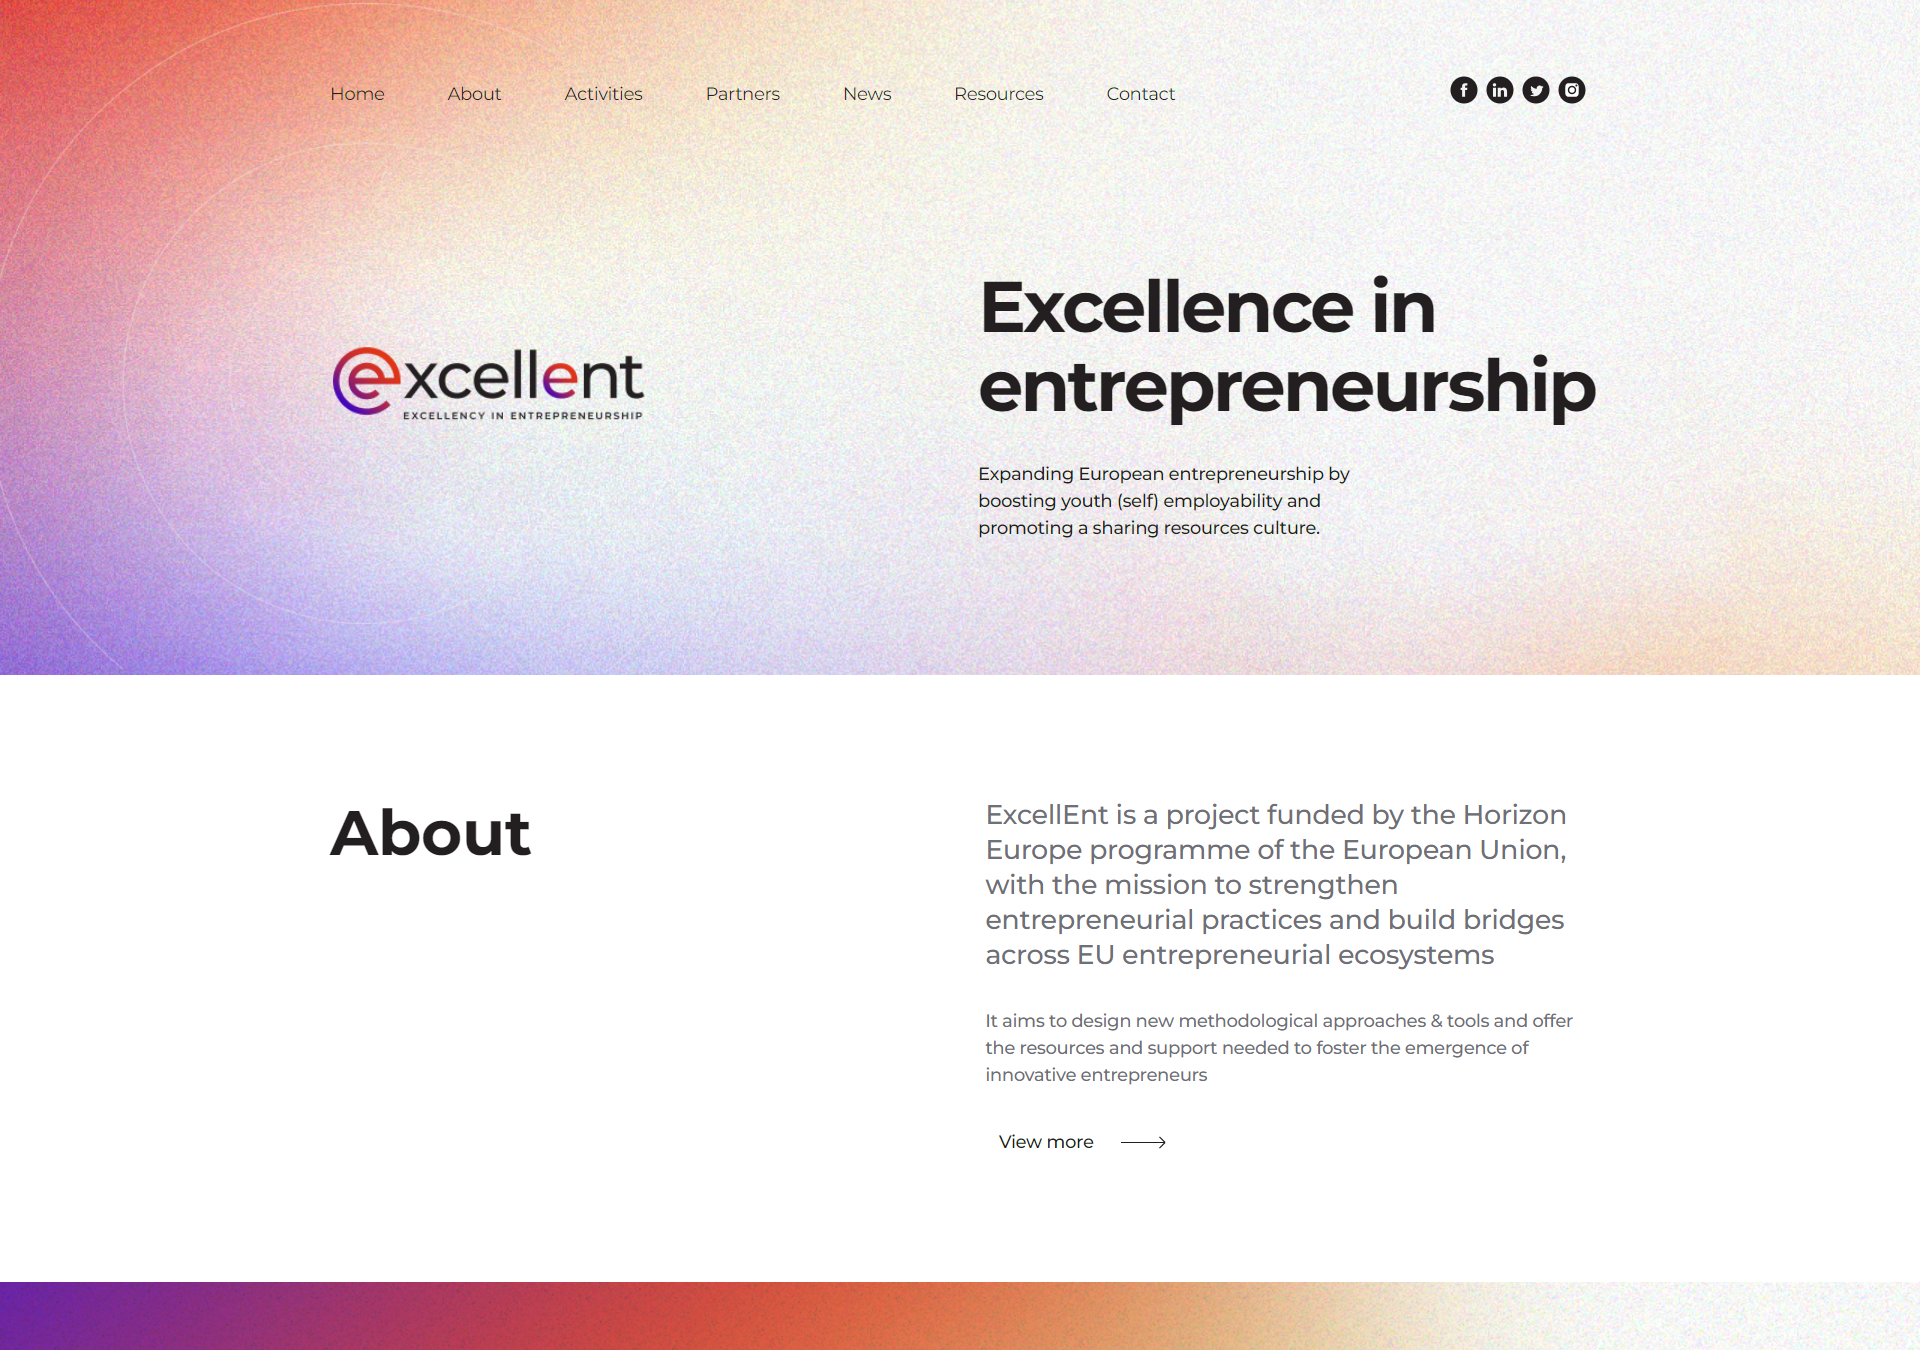 Home About Activities Partners News Resources Contact
excellent
EXCELLENCY IN ENTREPRENEURSHIP
Excellence in
entrepreneurship
Expanding European entrepreneurship by
boosting youth (self) employability and
promoting a sharing resources culture.
About
ExcellEnt is a project funded by the Horizon
Europe programme of the European Union,
with the mission to strengthen
entrepreneurial practices and build bridges
across EU entrepreneurial ecosystems
It aims to design new methodological approaches & tools and offer
the resources and support needed to foster the emergence of
innovative entrepreneurs
View more